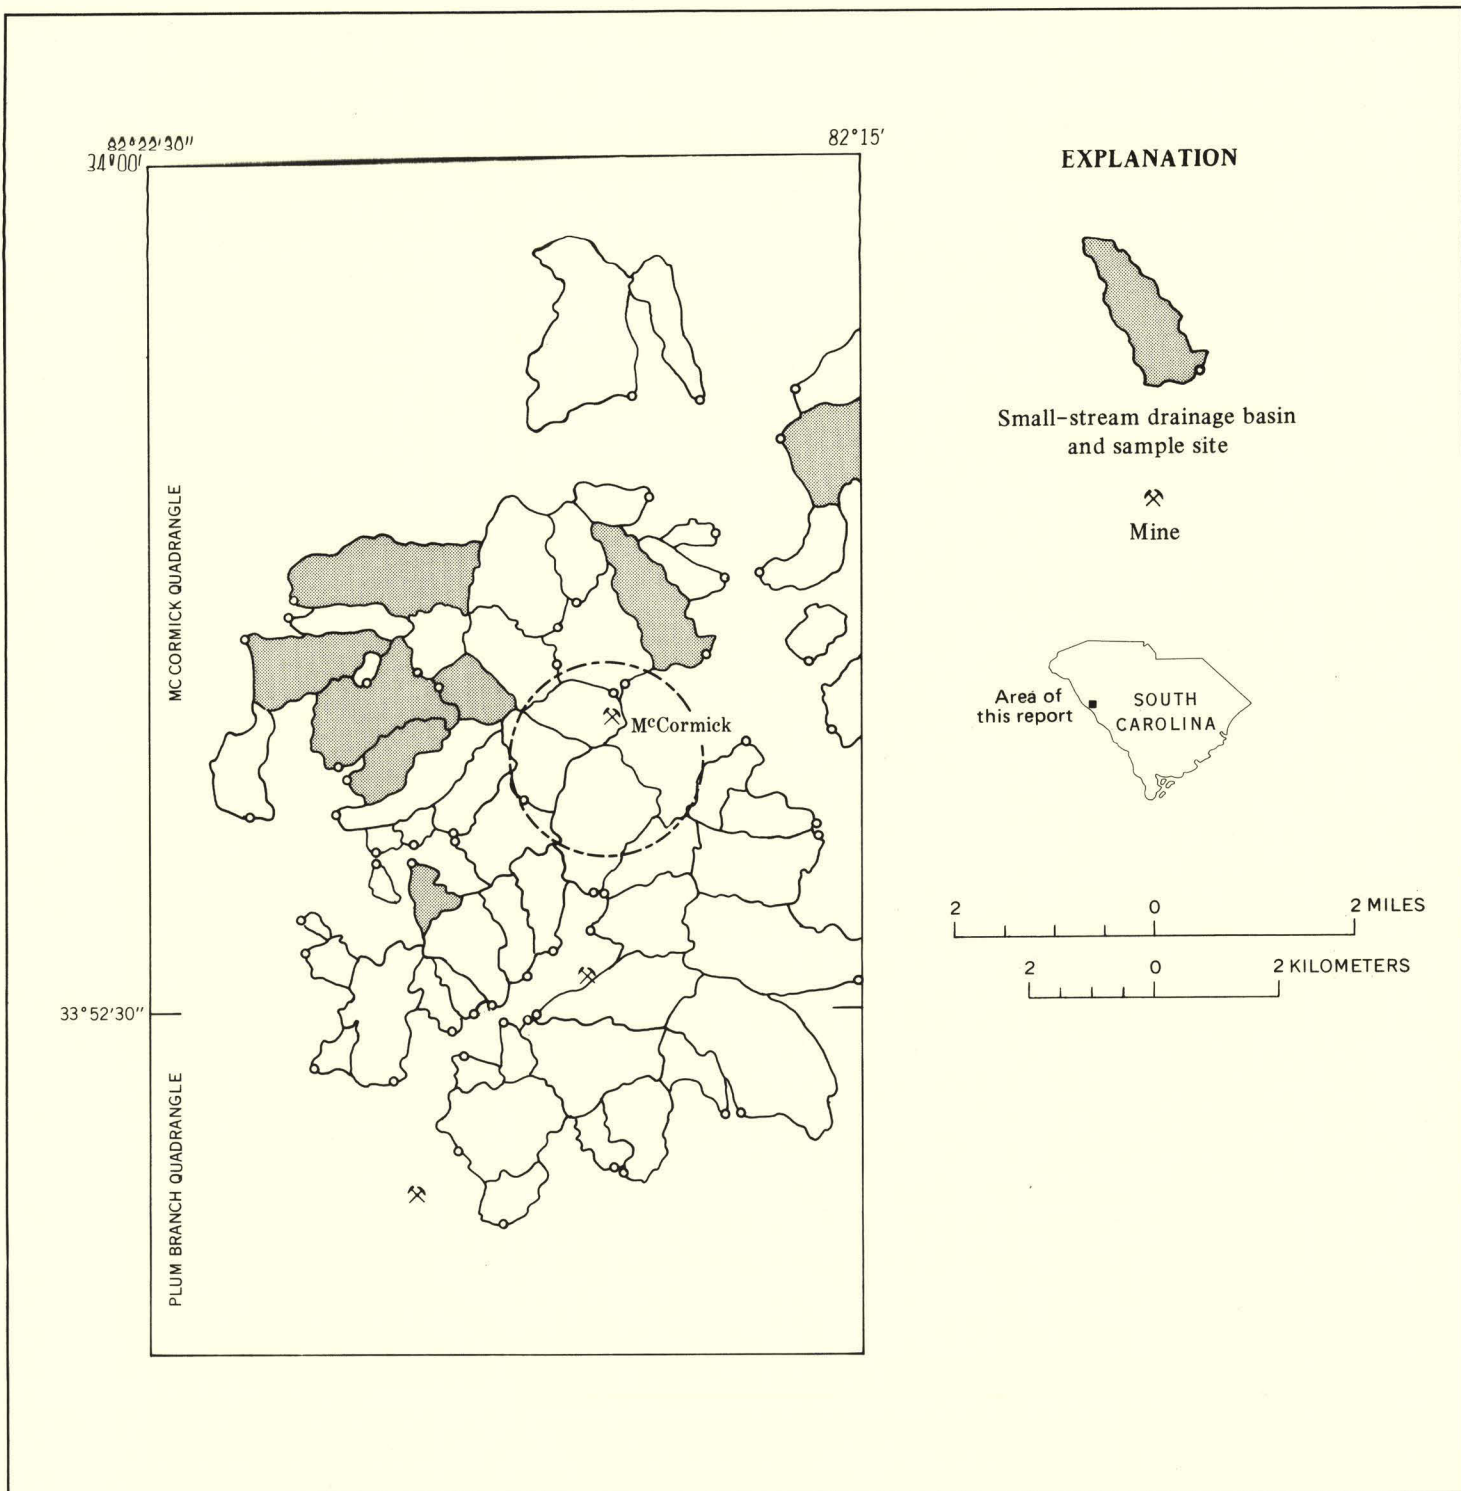 82°22'30"
34°00'
82°15'
MC CORMICK QUADRANGLE
McCormick
33°52'30"
PLUM BRANCH QUADRANGLE
EXPLANATION
Small-stream drainage basin
and sample site
Mine
Area of
this report
SOUTH
CAROLINA
2 0 2 MILES
2 0 2 KILOMETERS